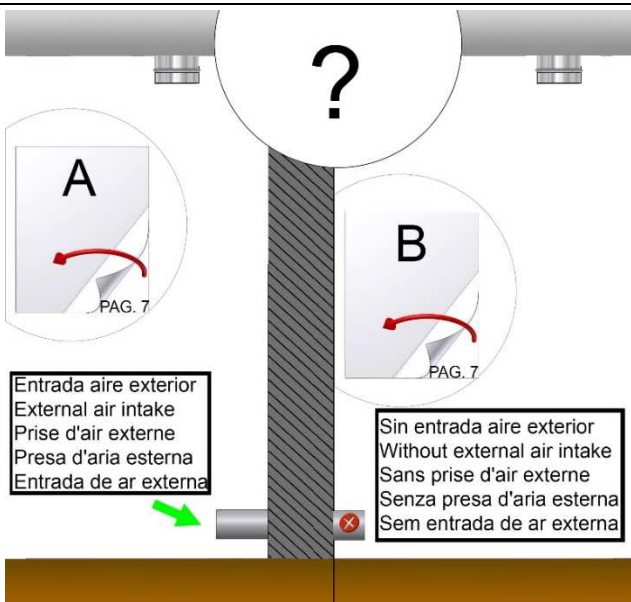 ?
A
PAG. 7
B
PAG. 7
Entrada aire exterior
External air intake
Prise d'air externe
Presa d'aria esterna
Entrada de ar externa
Sin entrada aire exterior
Without external air intake
Sans prise d'air externe
Senza presa d'aria esterna
Sem entrada de ar externa